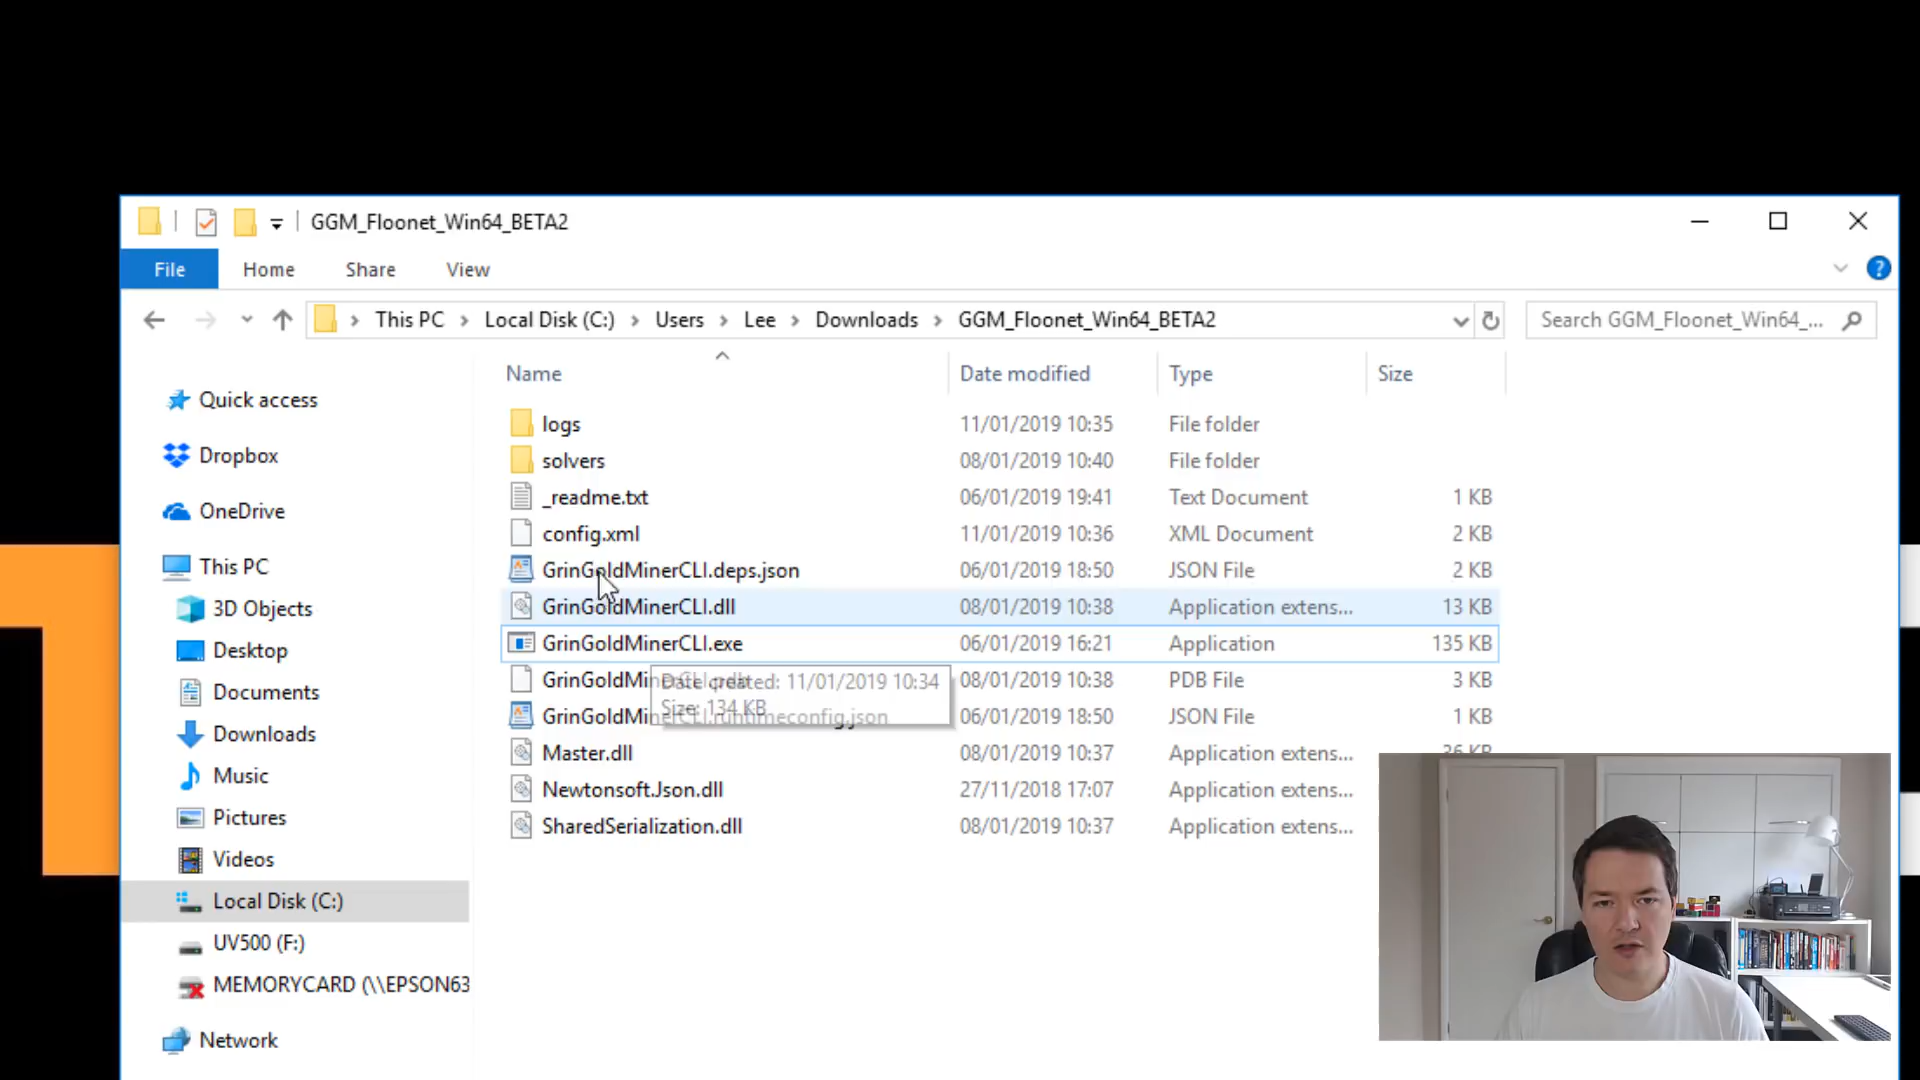 GGM_Floonet_Win64_BETA2
File Home Share View
This PC Local Disk (C:) Users Lee Downloads GGM_Floonet_Win64_BETA2
Search GGM_Floonet_Win64_...
Name Date modified Type Size
Quick access
Dropbox
OneDrive
This PC
3D Objects
Desktop
Documents
Downloads
Music
Pictures
Videos
Local Disk (C:)
UV500 (F:)
MEMORYCARD (\\EPSON63
Network
logs 11/01/2019 10:35 File folder
solvers 08/01/2019 10:40 File folder
_readme.txt 06/01/2019 19:41 Text Document 1 KB
config.xml 11/01/2019 10:36 XML Document 2 KB
GrinGoldMinerCLI.deps.json 06/01/2019 18:50 JSON File 2 KB
GrinGoldMinerCLI.dll 08/01/2019 10:38 Application extens... 13 KB
GrinGoldMinerCLI.exe 06/01/2019 16:21 Application 135 KB
GrinGoldMinerCLI.pdb 08/01/2019 10:38 PDB File 3 KB
GrinGoldMinerCLI.runtimeconfig.json 06/01/2019 18:50 JSON File 1 KB
Date created: 11/01/2019 10:34
Size: 134 KB
Master.dll 08/01/2019 10:37 Application extens... 36 KB
Newtonsoft.Json.dll 27/11/2018 17:07 Application extens...
SharedSerialization.dll 08/01/2019 10:37 Application extens...